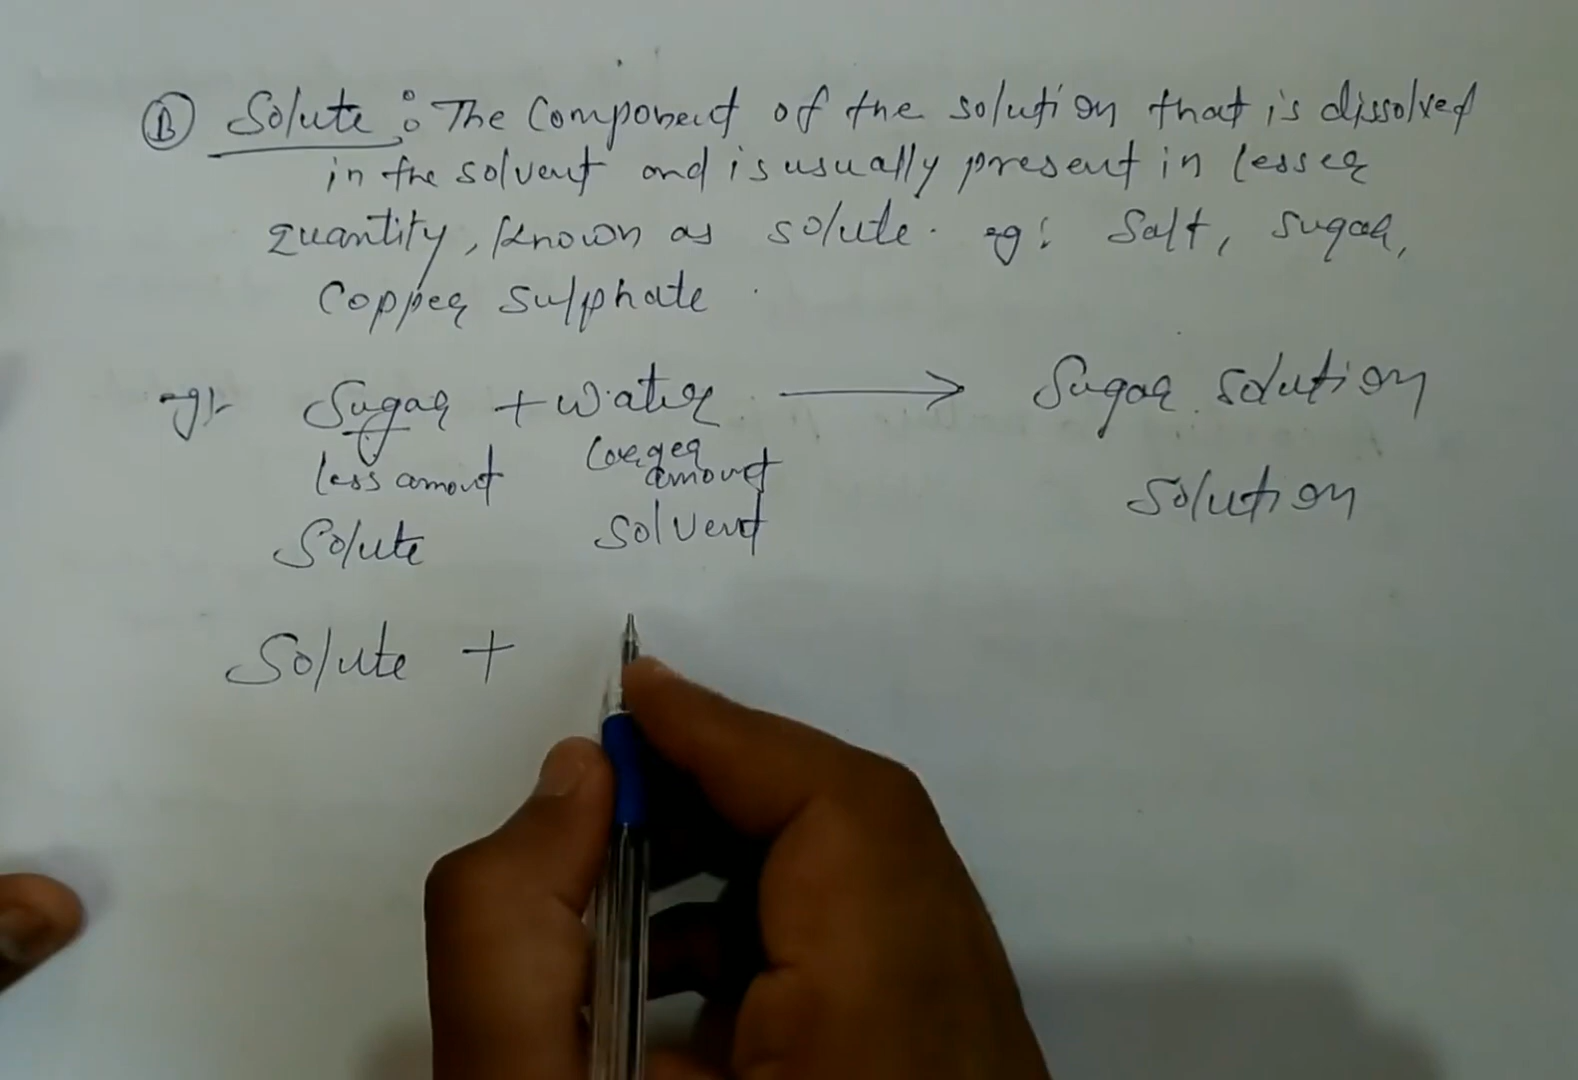 B Solute : The Component of the solution that is dissolved
in the solvent and is usually present in lesser
quantity, known as solute. eg: Salt, sugar,
Copper sulphate.
eg:- Sugar + water → Sugar solution
less amount larger amount solution
Solute solvent
Solute +